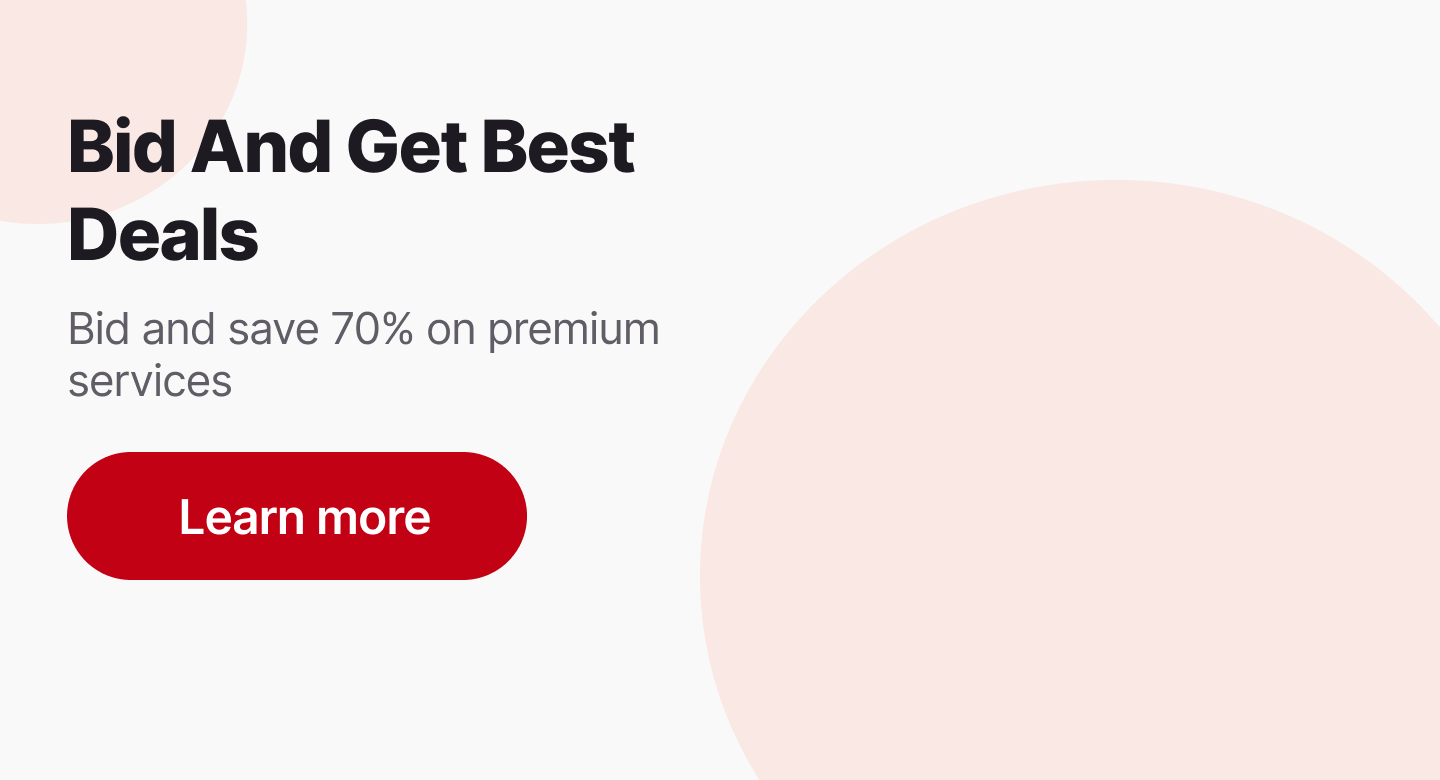 Bid And Get Best
Deals
Bid and save 70% on premium
services
Learn more